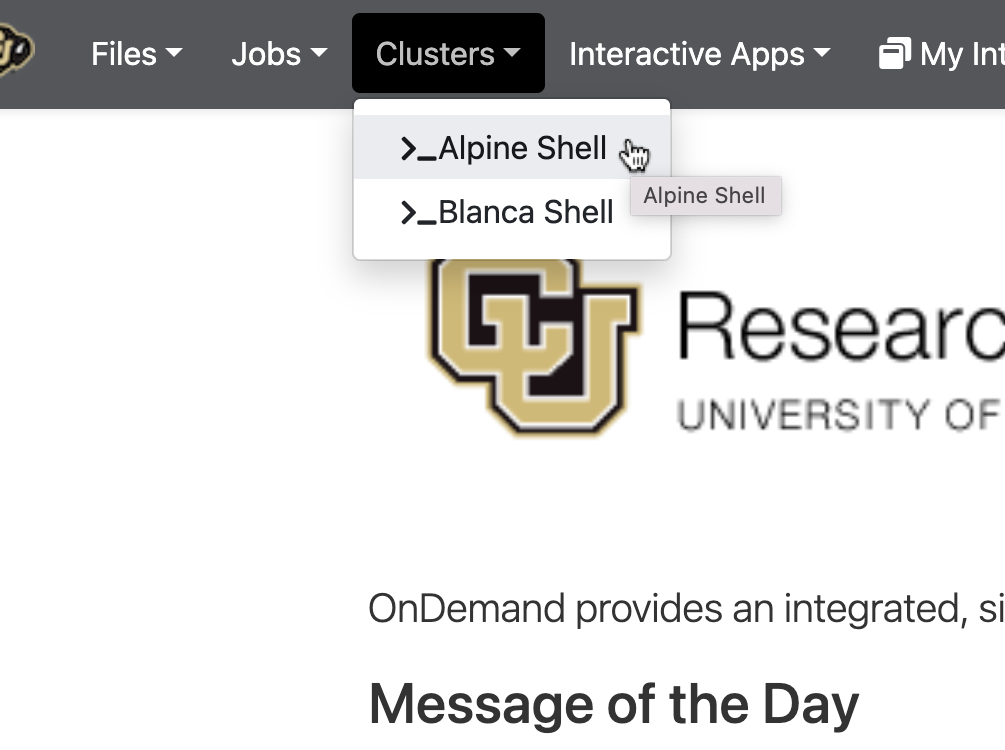 Files Jobs Clusters Interactive Apps My Int
>_Alpine Shell
Alpine Shell
>_Blanca Shell
CU
Researc
UNIVERSITY OF
OnDemand provides an integrated, si
Message of the Day